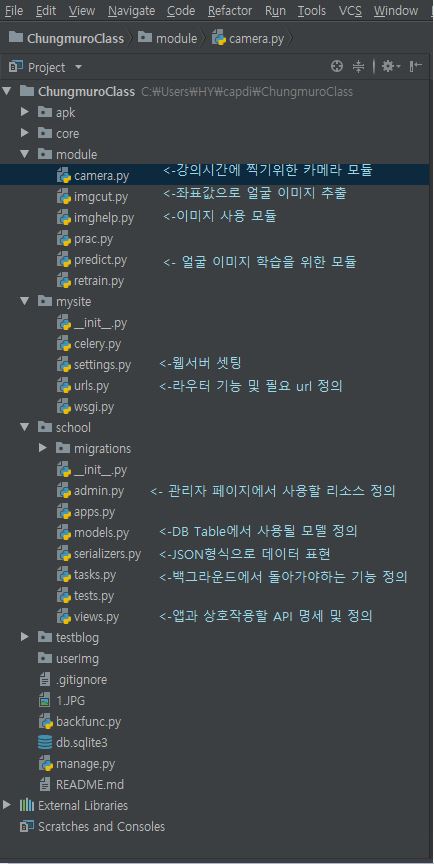 File Edit View Navigate Code Refactor Run Tools VCS Window
ChungmuroClass module camera.py
Project
ChungmuroClass C:₩Users₩HY₩capdi₩ChungmuroClass
apk
core
module
camera.py <-강의시간에 찍기위한 카메라 모듈
imgcut.py <-좌표값으로 얼굴 이미지 추출
imghelp.py <-이미지 사용 모듈
prac.py
predict.py <- 얼굴 이미지 학습을 위한 모듈
retrain.py
mysite
__init__.py
celery.py
settings.py <-웹서버 셋팅
urls.py <-라우터 기능 및 필요 url 정의
wsgi.py
school
migrations
__init__.py
admin.py <- 관리자 페이지에서 사용할 리소스 정의
apps.py
models.py <-DB Table에서 사용될 모델 정의
serializers.py <-JSON형식으로 데이터 표현
tasks.py <-백그라운드에서 돌아가야하는 기능 정의
tests.py
views.py <-앱과 상호작용할 API 명세 및 정의
testblog
userImg
.gitignore
1.JPG
backfunc.py
db.sqlite3
manage.py
README.md
External Libraries
Scratches and Consoles